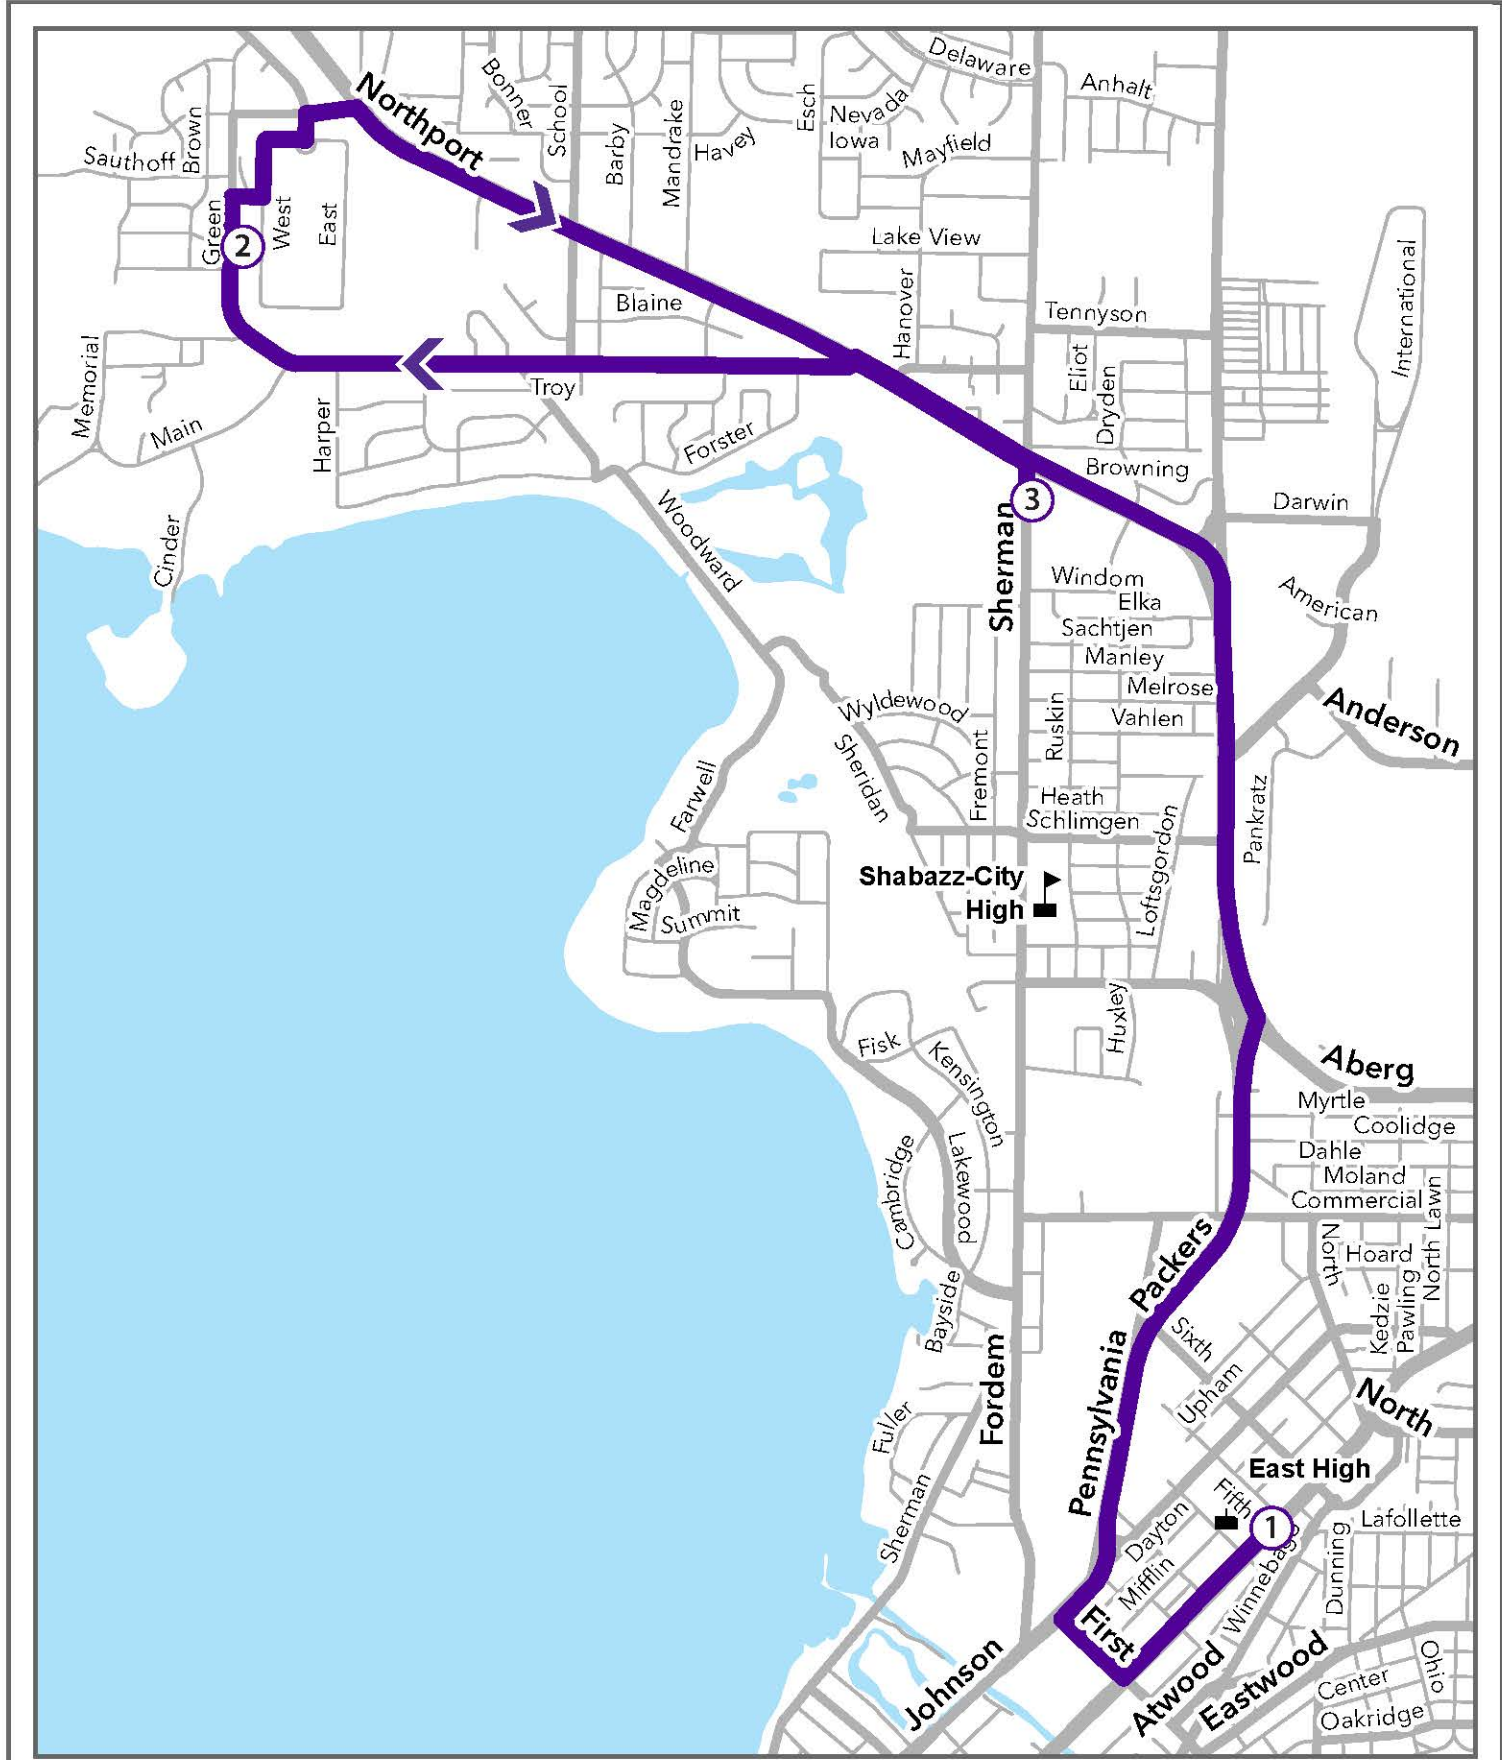 Delaware
Bonner
Northport
Anhalt
School
Esch
Nevada
Iowa
Brown
Barby
Mandrake
Havey
Mayfield
Sauthoff
Green
West
East
2
Lake View
International
Hanover
Blaine
Tennyson
Memorial
Eliot
Dryden
Troy
Harper
Main
Forster
Browning
Darwin
3
Woodward
Sherman
Cinder
Windom
Elka
American
Sachtjen
Manley
Melrose
Vahlen
Wyldewood
Ruskin
Anderson
Sheridan
Fremont
Farwell
Heath
Schlimgen
Loftsgordon
Pankratz
Shabazz-City
High
Magdeline
Summit
Huxley
Fisk
Kensington
Aberg
Myrtle
Coolidge
Dahle
Moland
Commercial
Cambridge
Lakewood
North
Hoard
North Lawn
Packers
Bayside
Kedzie
Pawling
Sixth
Fordem
Pennsylvania
Upham
North
Fuller
East High
Fifth
1
Sherman
Dayton
Mifflin
Winnebago
Dunning
Lafollette
First
Johnson
Atwood
Eastwood
Center
Ohio
Oakridge